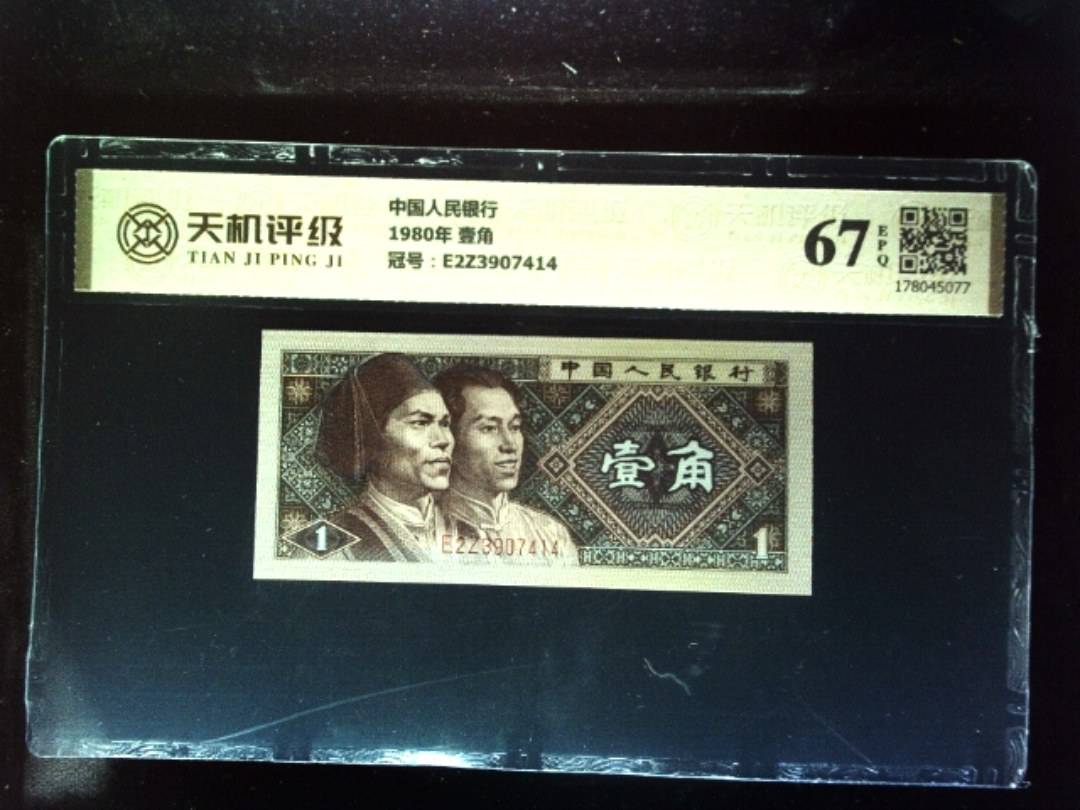 天机评级
TIAN JI PING JI
中国人民银行
1980年 壹角
冠号：E2Z3907414
67
EPQ
178045077
中国人民银行
壹角
1
E2Z3907414
1